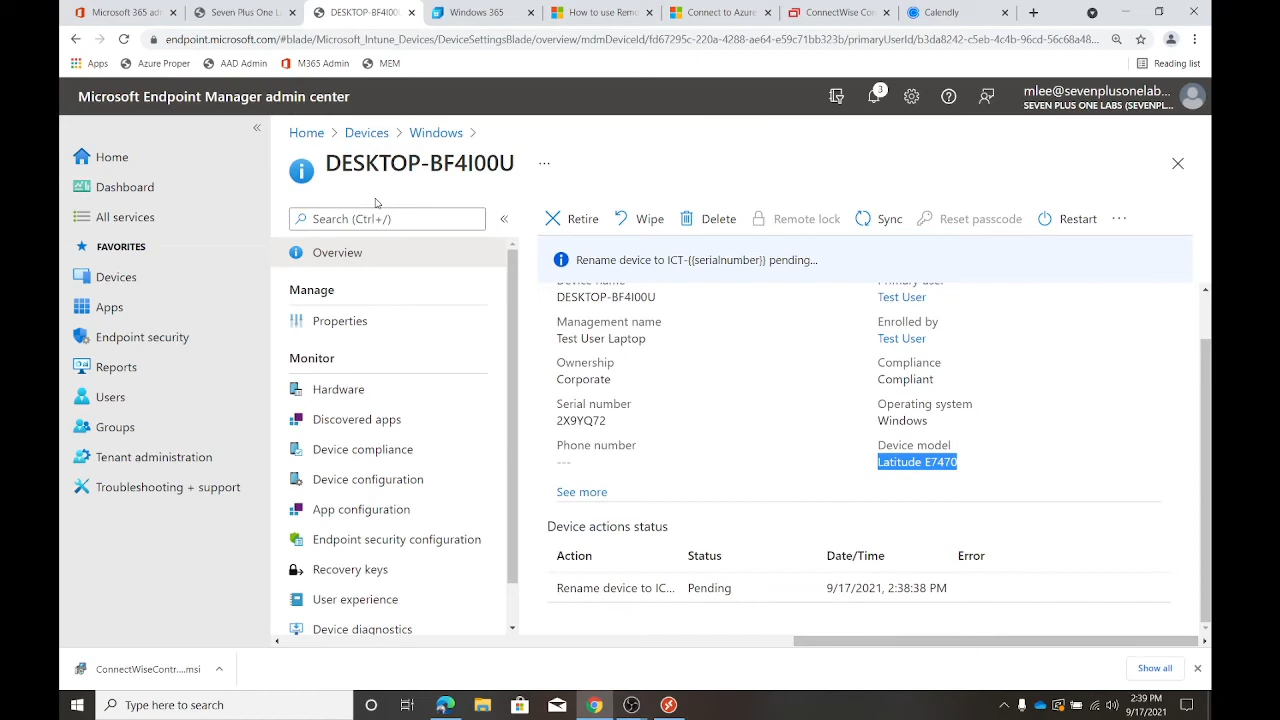 Microsoft 365 adm
Seven Plus One L
DESKTOP-BF4I00U
Windows 365
How to use Remo
Connect to Azure
ConnectWise Con
Calendly
endpoint.microsoft.com/#blade/Microsoft_Intune_Devices/DeviceSettingsBlade/overview/mdmDeviceId/fd67295c-220a-4288-ae64-e59c71bb323b/primaryUserId/b3da8242-c5eb-4c4b-96cd-56c68a48...
Apps
Azure Proper
AAD Admin
M365 Admin
MEM
Reading list
Microsoft Endpoint Manager admin center
3
mlee@sevenplusonelab...
SEVEN PLUS ONE LABS (SEVENPL...
Home
Dashboard
All services
FAVORITES
Devices
Apps
Endpoint security
Reports
Users
Groups
Tenant administration
Troubleshooting + support
Home > Devices > Windows >
DESKTOP-BF4I00U
...
Search (Ctrl+/)
Overview
Manage
Properties
Monitor
Hardware
Discovered apps
Device compliance
Device configuration
App configuration
Endpoint security configuration
Recovery keys
User experience
Device diagnostics
Retire
Wipe
Delete
Remote lock
Sync
Reset passcode
Restart
...
Rename device to ICT-{{serialnumber}} pending...
Device name
DESKTOP-BF4I00U
Management name
Test User Laptop
Ownership
Corporate
Serial number
2X9YQ72
Phone number
---
Primary user
Test User
Enrolled by
Test User
Compliance
Compliant
Operating system
Windows
Device model
Latitude E7470
See more
Device actions status
Action Status Date/Time Error
Rename device to IC... Pending 9/17/2021, 2:38:38 PM
ConnectWiseContr....msi
Show all
Type here to search
2:39 PM
9/17/2021